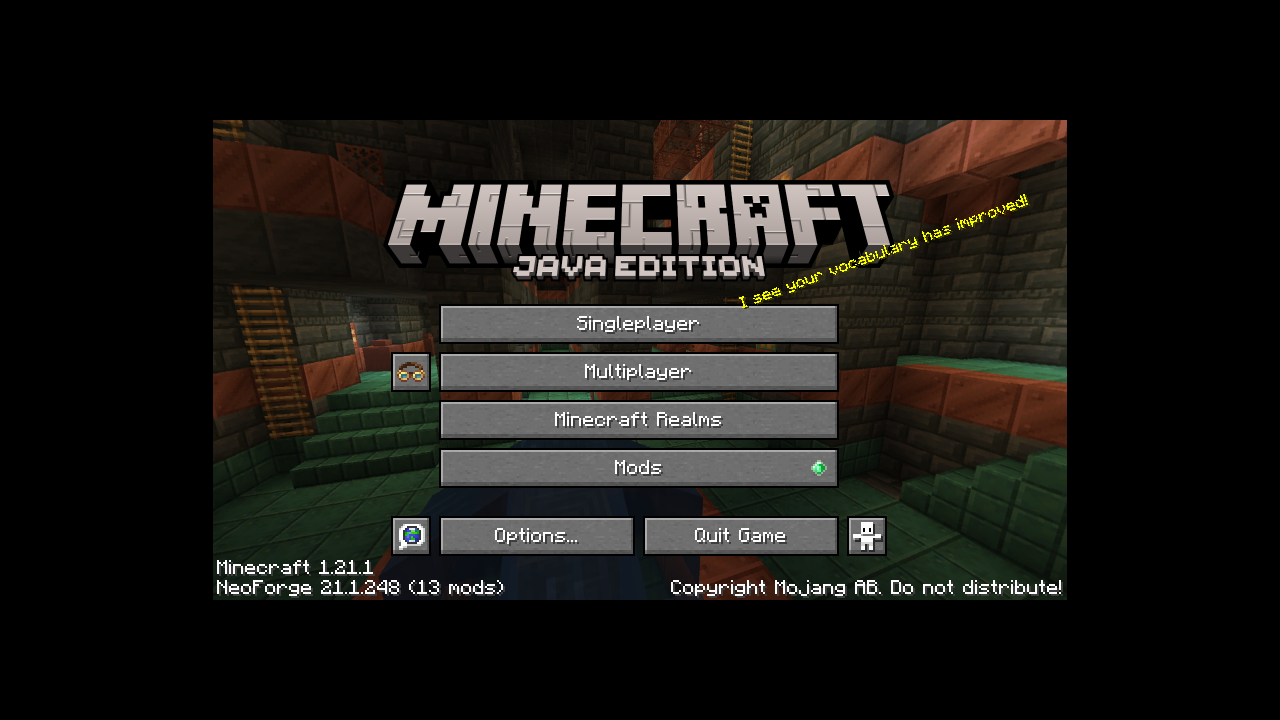 MINECRAFT
JAVA EDITION
I see your vocabulary has improved!
Singleplayer
Multiplayer
Minecraft Realms
Mods
Options...
Quit Game
Minecraft 1.21.1
NeoForge 21.1.248 (13 mods)
Copyright Mojang AB. Do not distribute!